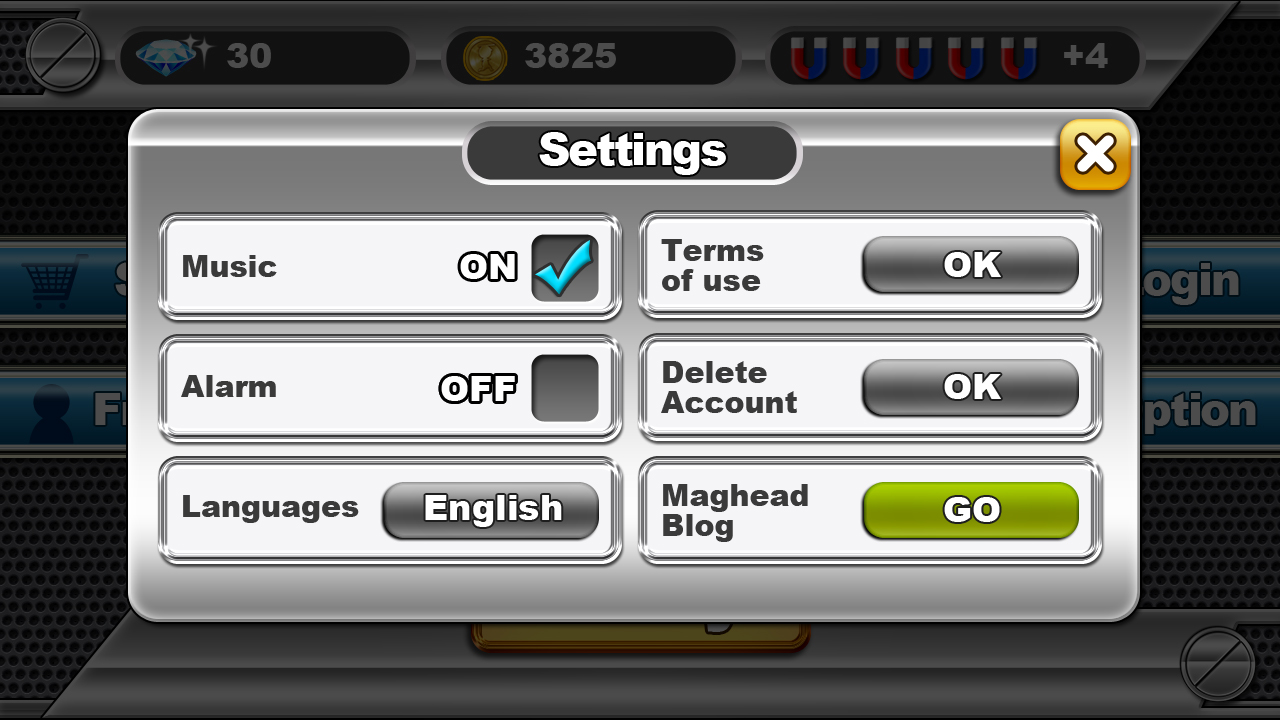 30
3825
+4
Settings
Music ON
Terms
of use
OK
Alarm OFF
Delete
Account
OK
Languages English
Maghead
Blog
GO
ogin
ption